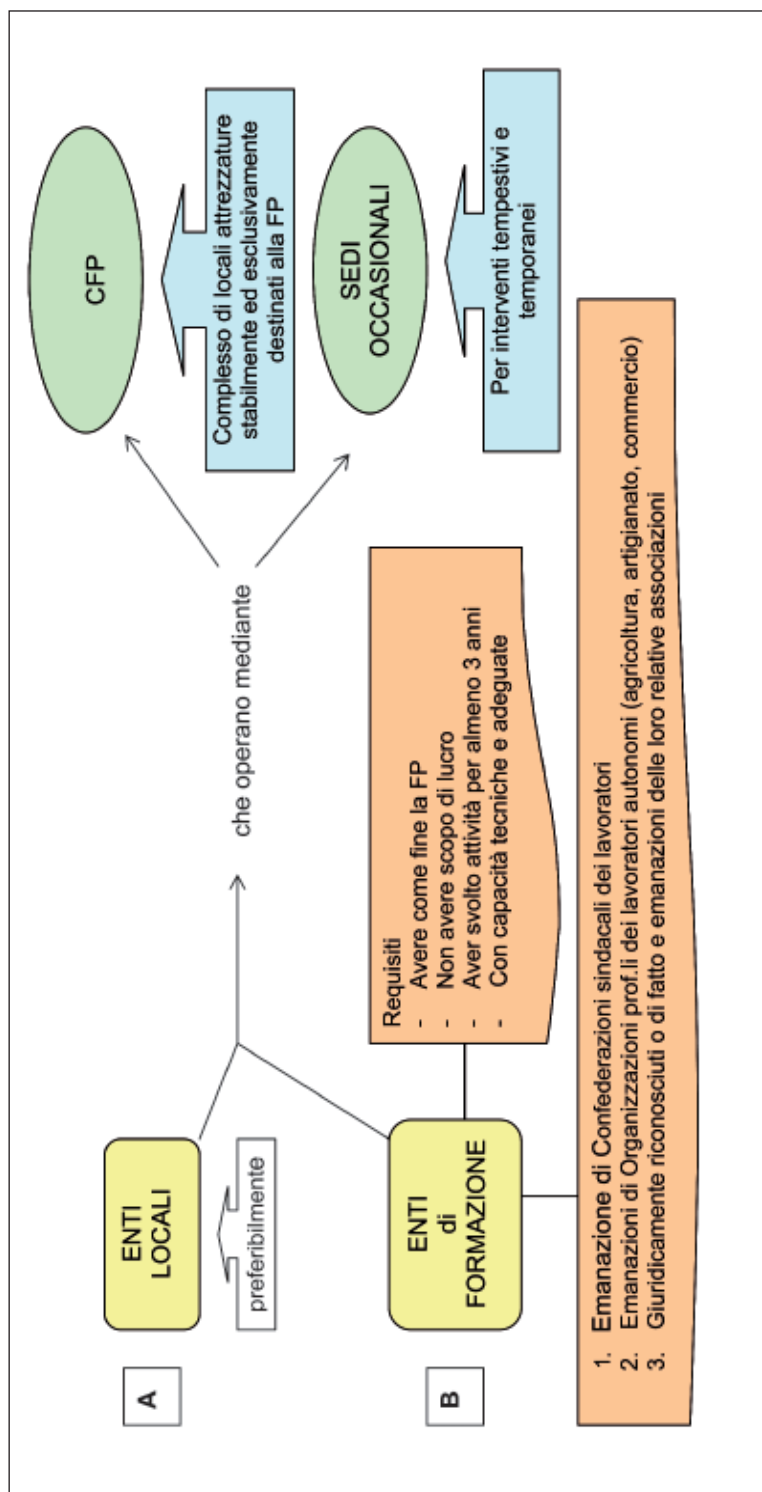 A
ENTI
LOCALI
preferibilmente
che operano mediante
CFP
Complesso di locali attrezzature
stabilmente ed esclusivamente
destinati alla FP
SEDI
OCCASIONALI
Per interventi tempestivi e
temporanei
B
ENTI
di
FORMAZIONE
Requisiti
- Avere come fine la FP
- Non avere scopo di lucro
- Aver svolto attività per almeno 3 anni
- Con capacità tecniche e adeguate
1. Emanazione di Confederazioni sindacali dei lavoratori
2. Emanazioni di Organizzazioni prof.li dei lavoratori autonomi (agricoltura, artigianato, commercio)
3. Giuridicamente riconosciuti o di fatto e emanazioni delle loro relative associazioni